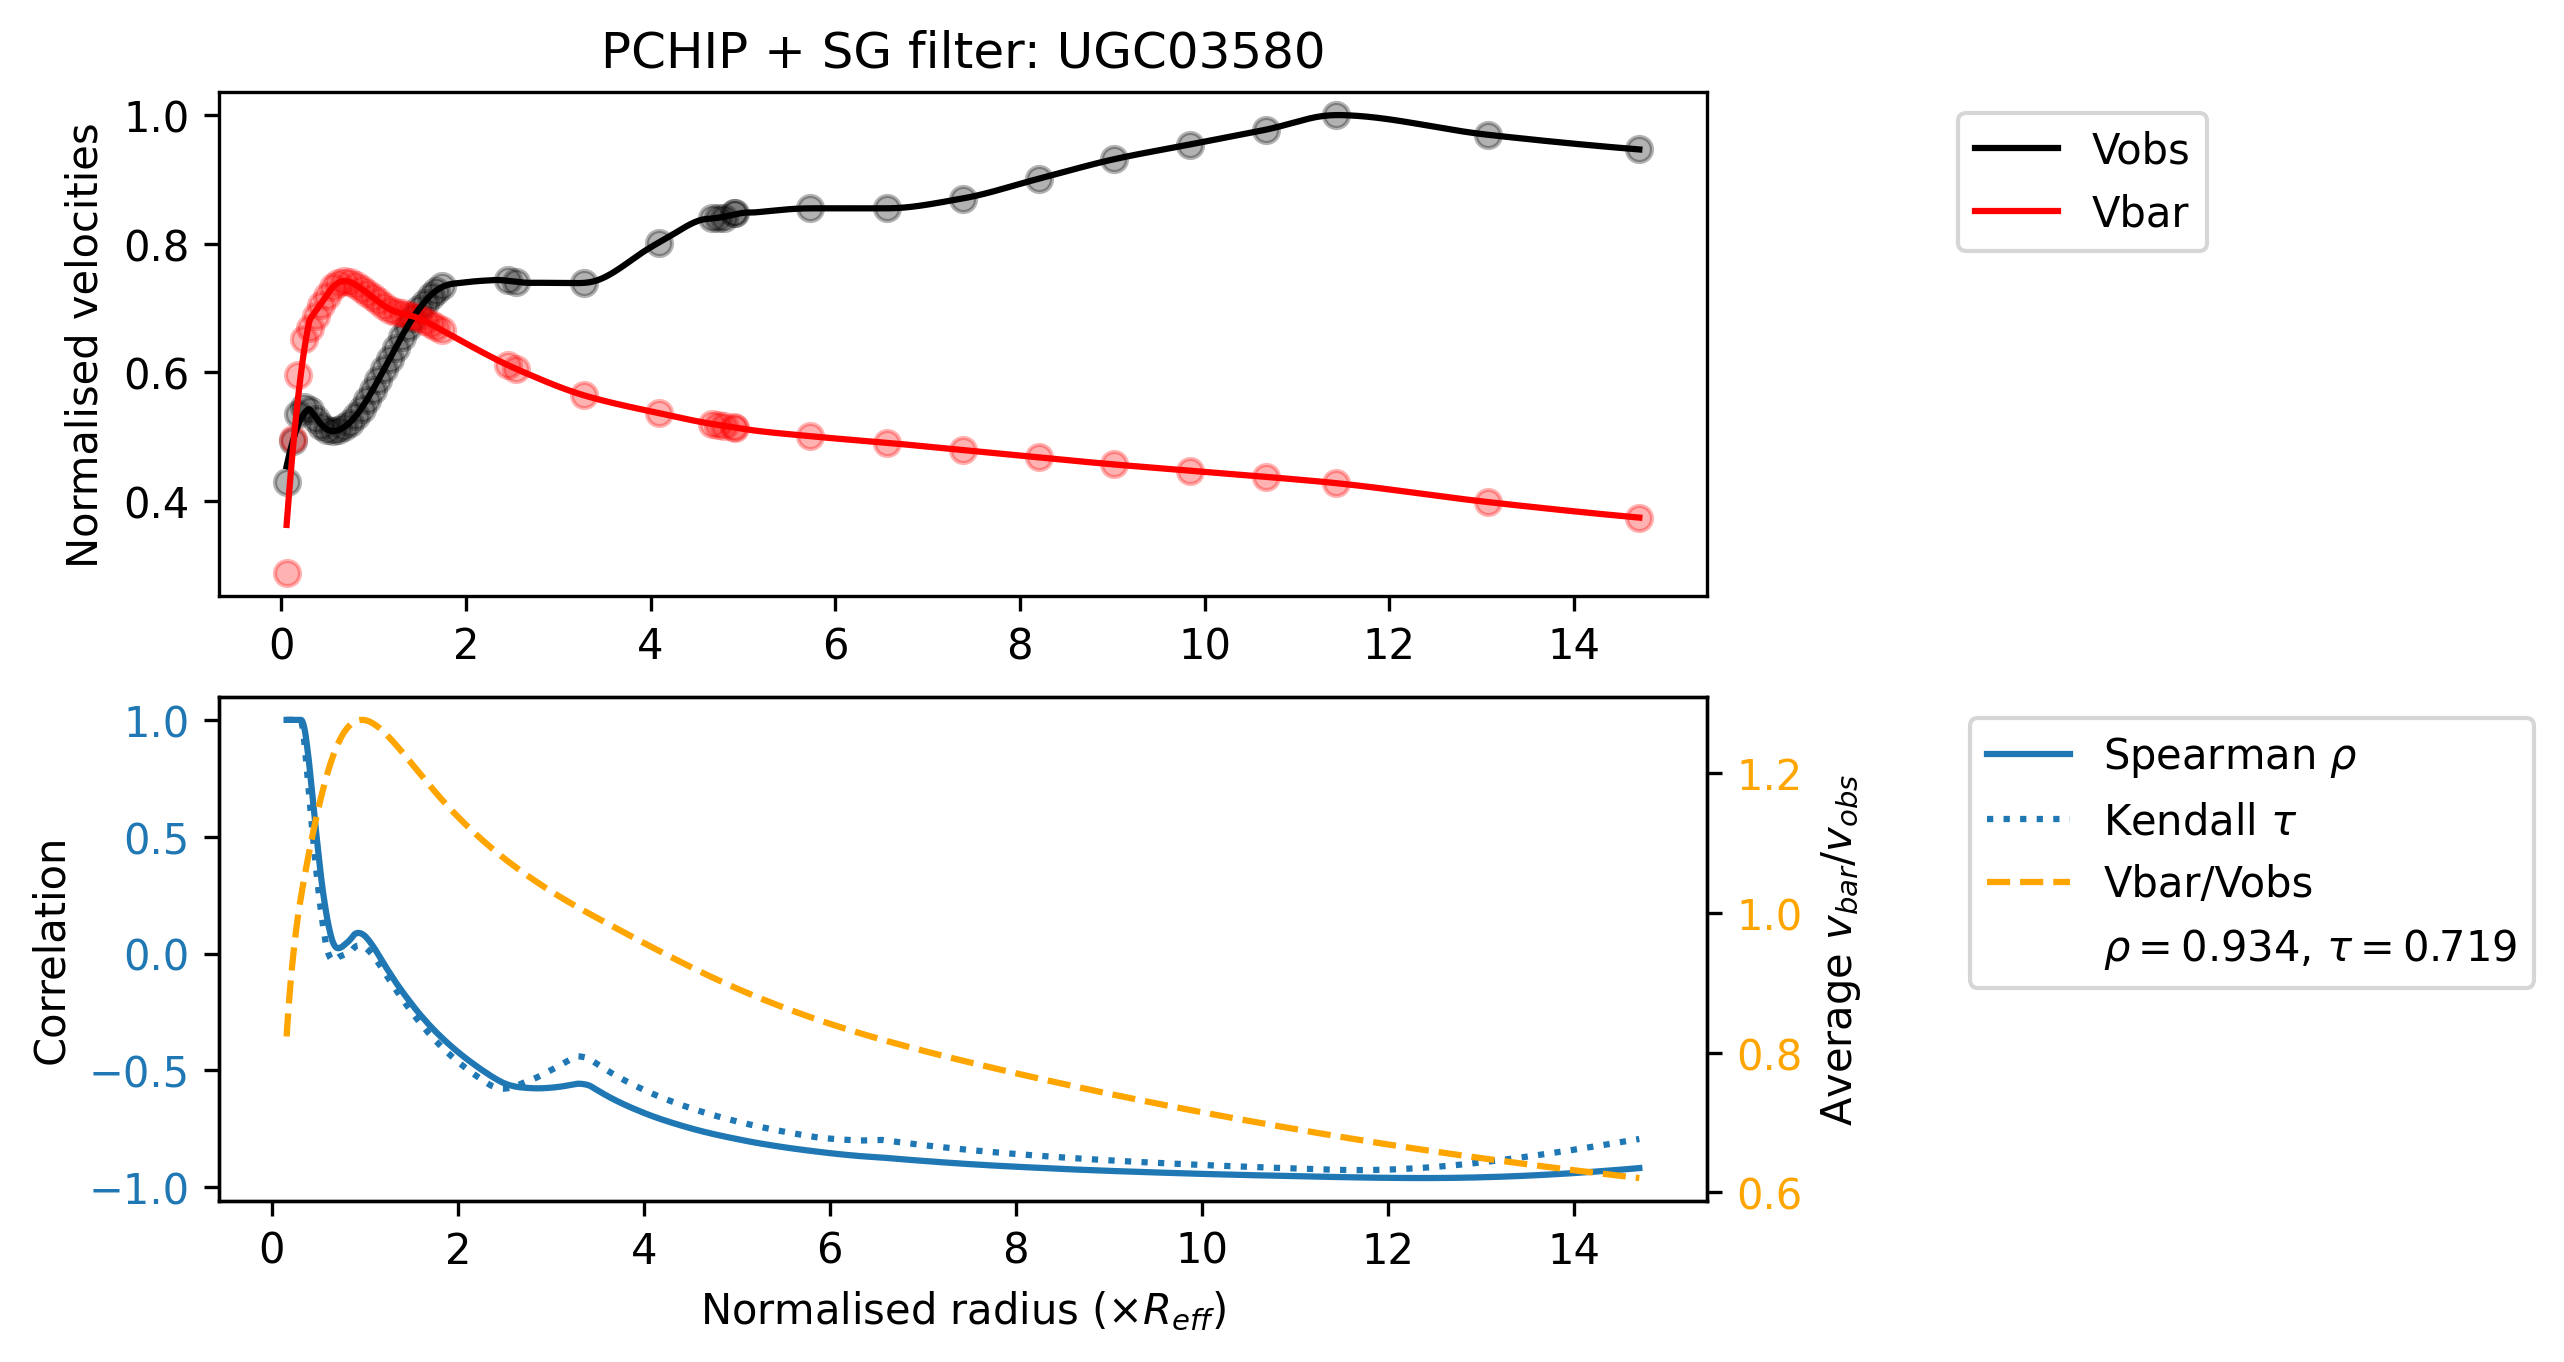 PCHIP + SG filter: UGC03580
Normalised velocities
1.0
0.8
0.6
0.4
0 2 4 6 8 10 12 14
Vobs
Vbar
Correlation
1.0
0.5
0.0
−0.5
−1.0
0 2 4 6 8 10 12 14
Normalised radius (×R_eff)
1.2
1.0
0.8
0.6
Average v_bar/v_obs
Spearman ρ
Kendall τ
Vbar/Vobs
ρ = 0.934, τ = 0.719